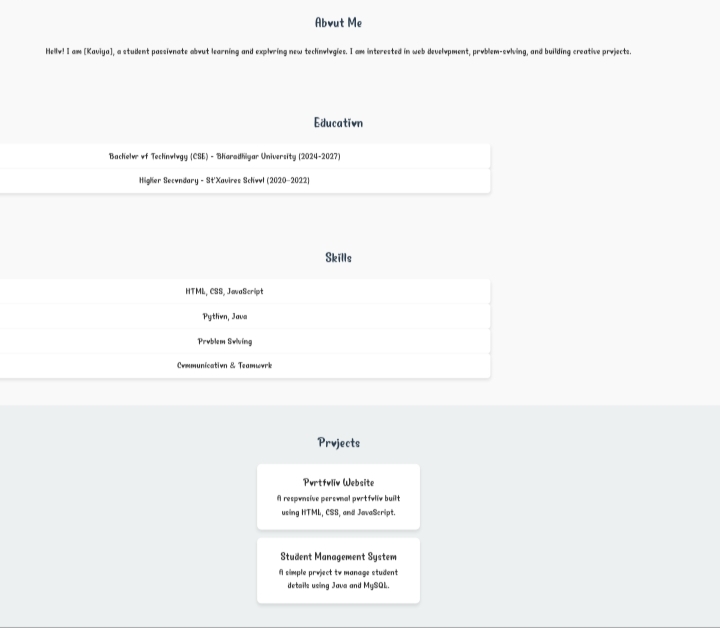 About Me
Hello! I am [Kaviya], a student passionate about learning and exploring new technologies. I am interested in web development, problem-solving, and building creative projects.
Education
Bachelor of Technology (CSE) - Bharadhiyar University (2024-2027)
Higher Secondary - St'Xavires School (2020-2022)
Skills
HTML, CSS, JavaScript
Python, Java
Problem Solving
Communication & Teamwork
Projects
Portfolio Website
A responsive personal portfolio built
using HTML, CSS, and JavaScript.
Student Management System
A simple project to manage student
details using Java and MySQL.